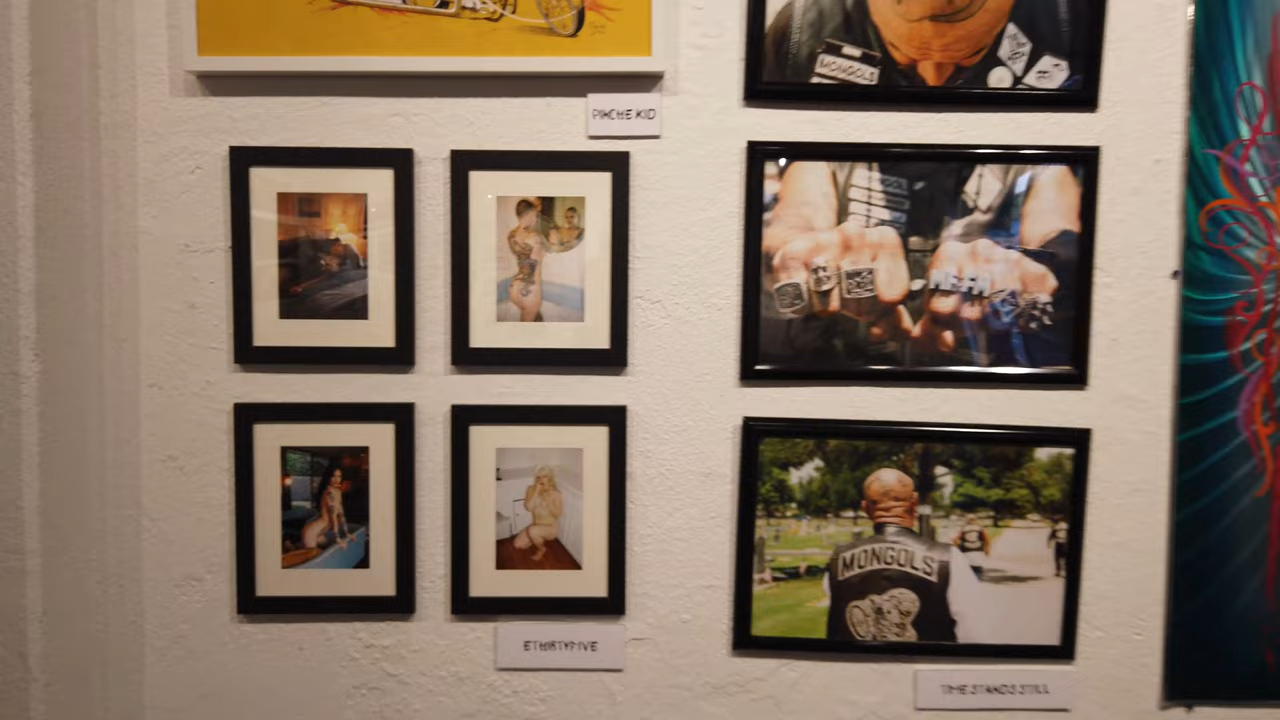 MONGOLS
PINCHE KID
MONGOLS
ETHIRTYFIVE
TIME STANDS STILL